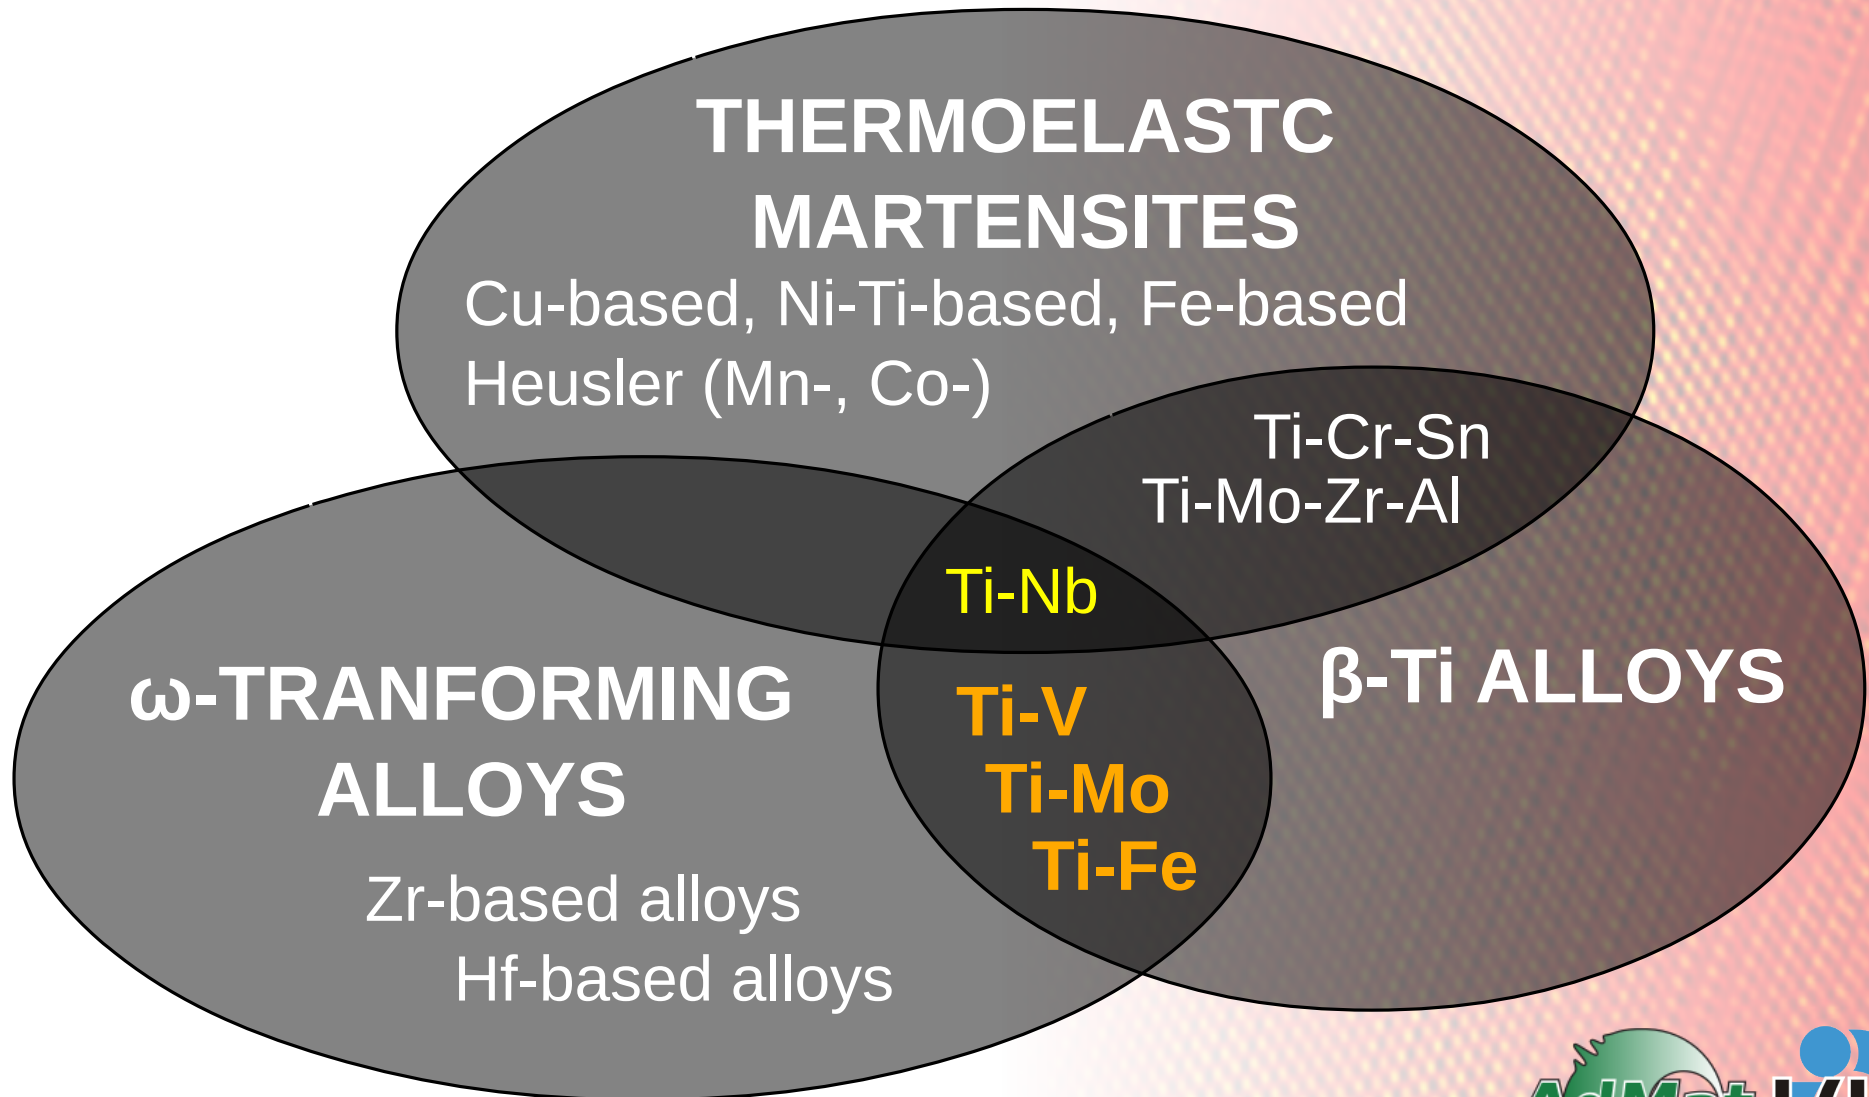 THERMOELASTC
MARTENSITES
Cu-based, Ni-Ti-based, Fe-based
Heusler (Mn-, Co-)
Ti-Cr-Sn
Ti-Mo-Zr-Al
Ti-Nb
ω-TRANFORMING
ALLOYS
β-Ti ALLOYS
Ti-V
Ti-Mo
Ti-Fe
Zr-based alloys
Hf-based alloys
AdMat